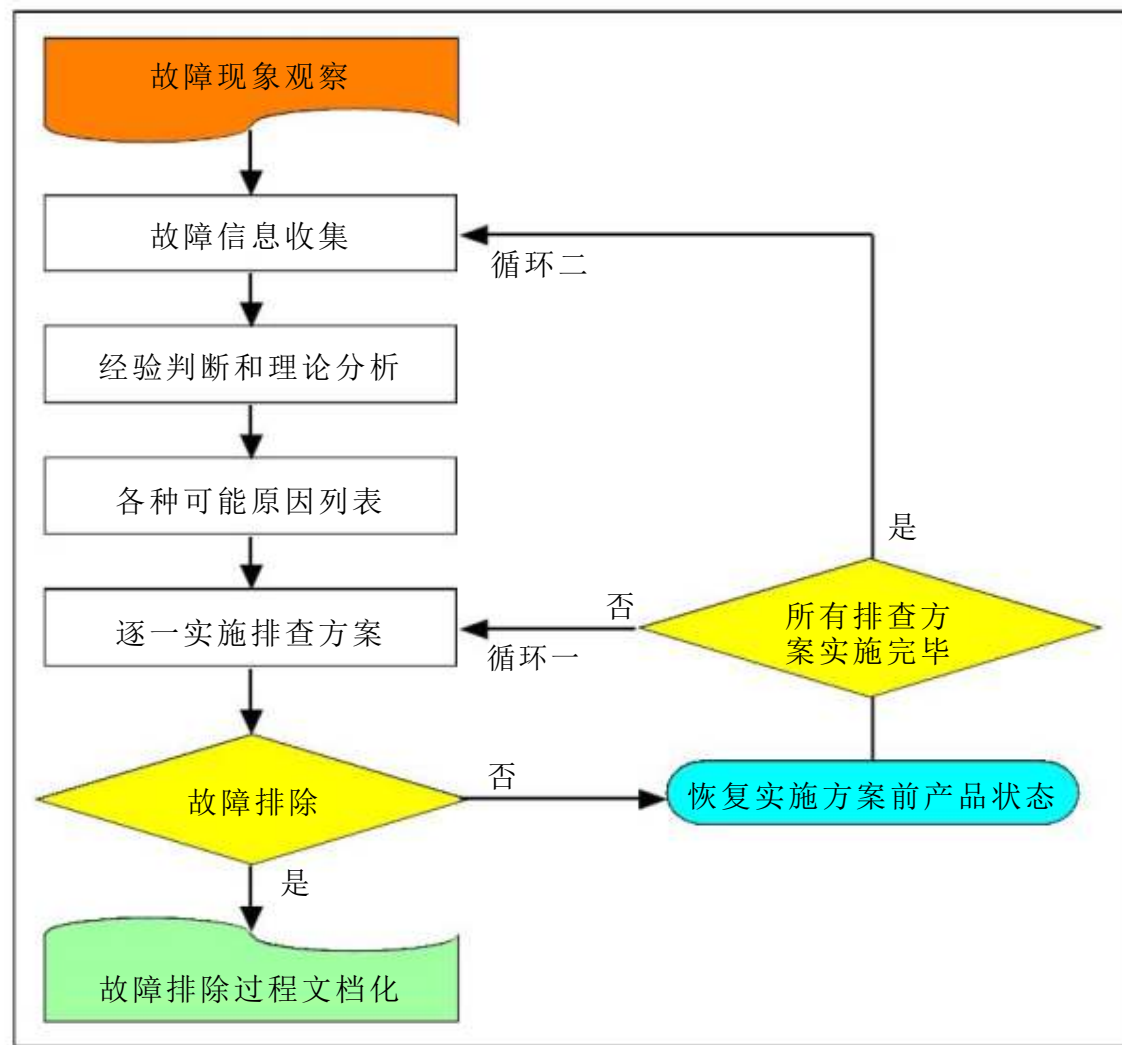 故障现象观察
故障信息收集
循环二
经验判断和理论分析
各种可能原因列表
是
逐一实施排查方案
否
循环一
所有排查方
案实施完毕
故障排除
否
恢复实施方案前产品状态
是
故障排除过程文档化